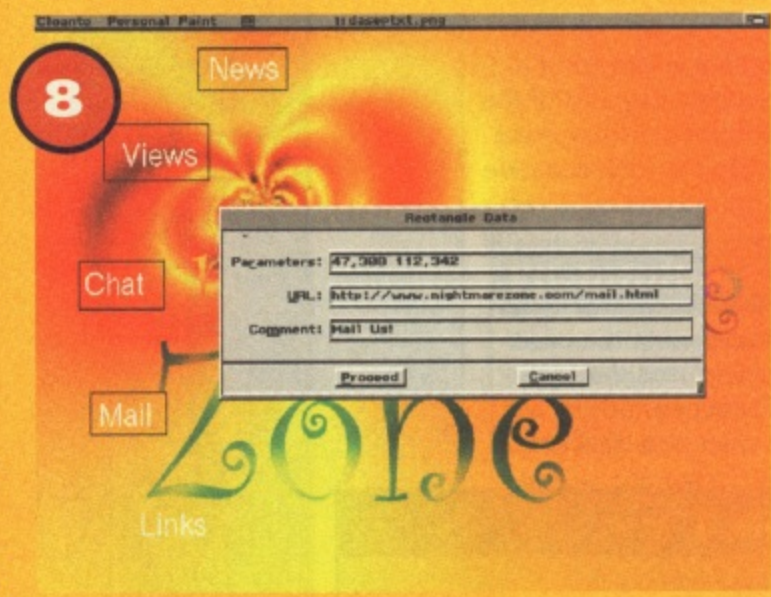 Cloanto Personal Paint
8
News
Views
Rectangle Data
Parameters: 47,308 112,342
URL: http://www.nightmarezone.com/mail.html
Chat
Comment: Mail Us!
Proceed Cancel
Mail
Zone
Links